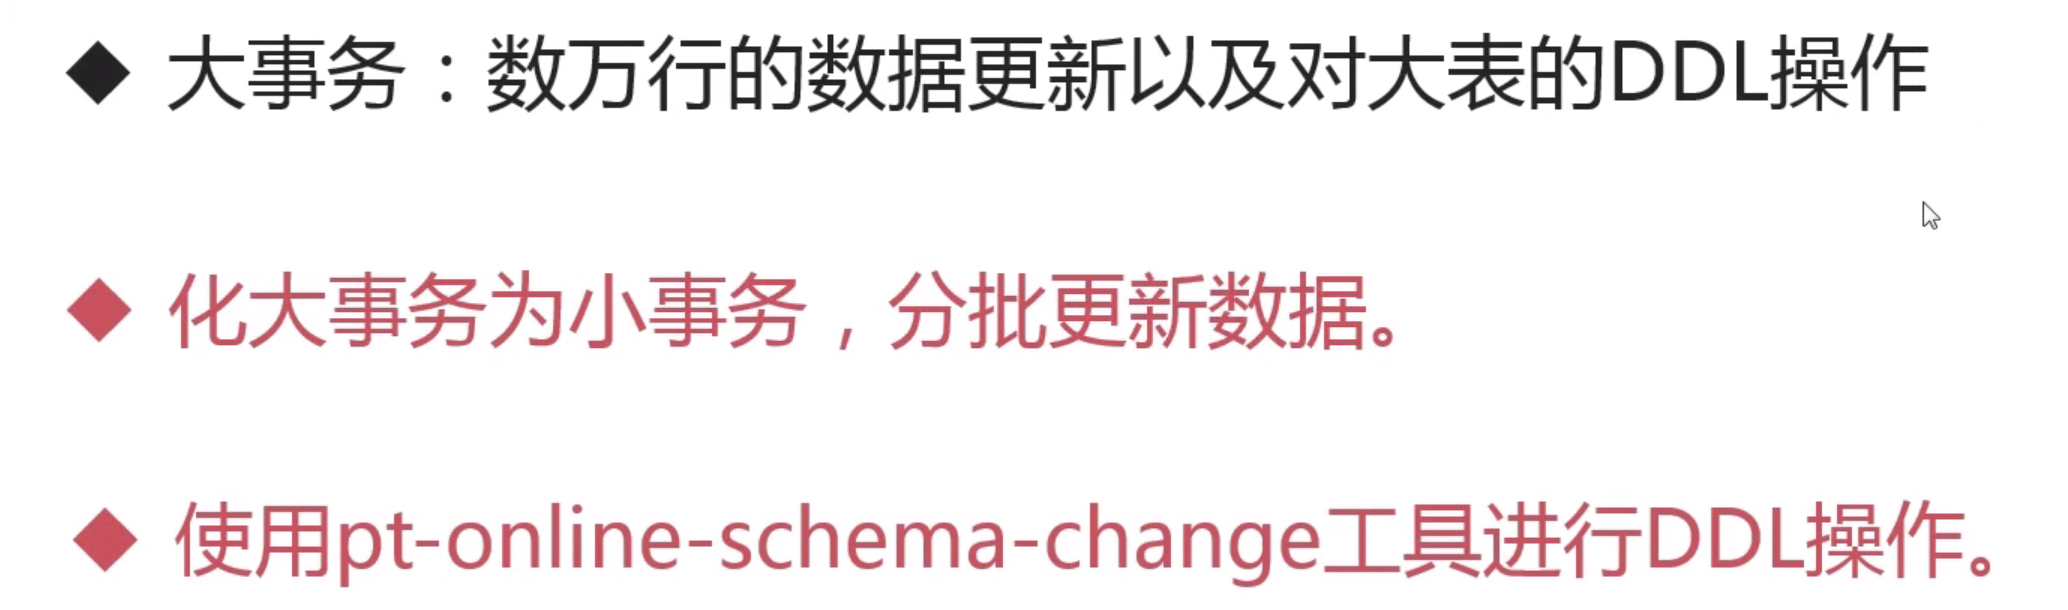 ◆ 大事务：数万行的数据更新以及对大表的DDL操作
◆ 化大事务为小事务，分批更新数据。
◆ 使用pt-online-schema-change工具进行DDL操作。